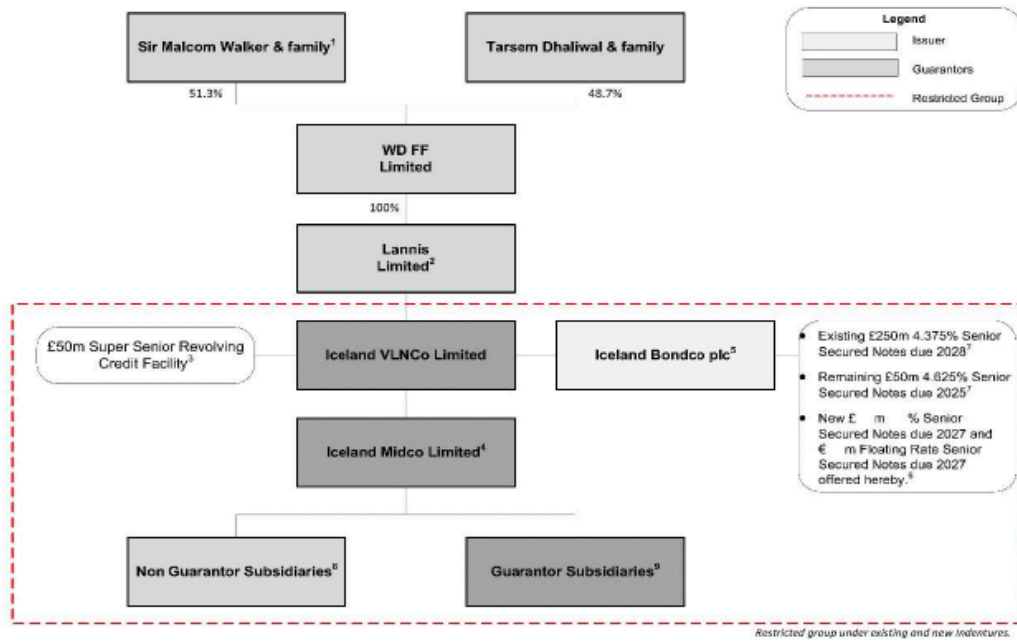 Sir Malcom Walker & family¹
Tarsem Dhaliwal & family
Legend
Issuer
Guarantors
Restricted Group
51.3%
48.7%
WD FF
Limited
100%
Lannis
Limited²
£50m Super Senior Revolving
Credit Facility³
Iceland VLNCo Limited
Iceland Bondco plc⁵
• Existing £250m 4.375% Senior
Secured Notes due 2028⁷
• Remaining £50m 4.625% Senior
Secured Notes due 2025⁷
• New £ m % Senior
Secured Notes due 2027 and
€ m Floating Rate Senior
Secured Notes due 2027
offered hereby.⁶
Iceland Midco Limited⁴
Non Guarantor Subsidiaries⁸
Guarantor Subsidiaries⁹
Restricted group under existing and new Indentures.